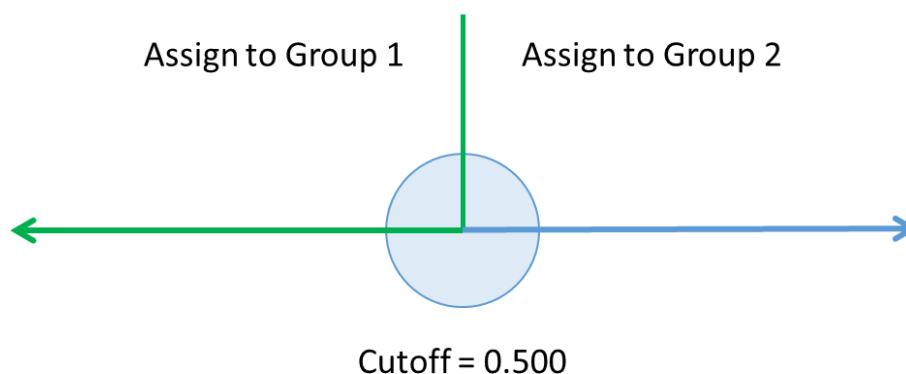 Assign to Group 1
Assign to Group 2
Cutoff = 0.500